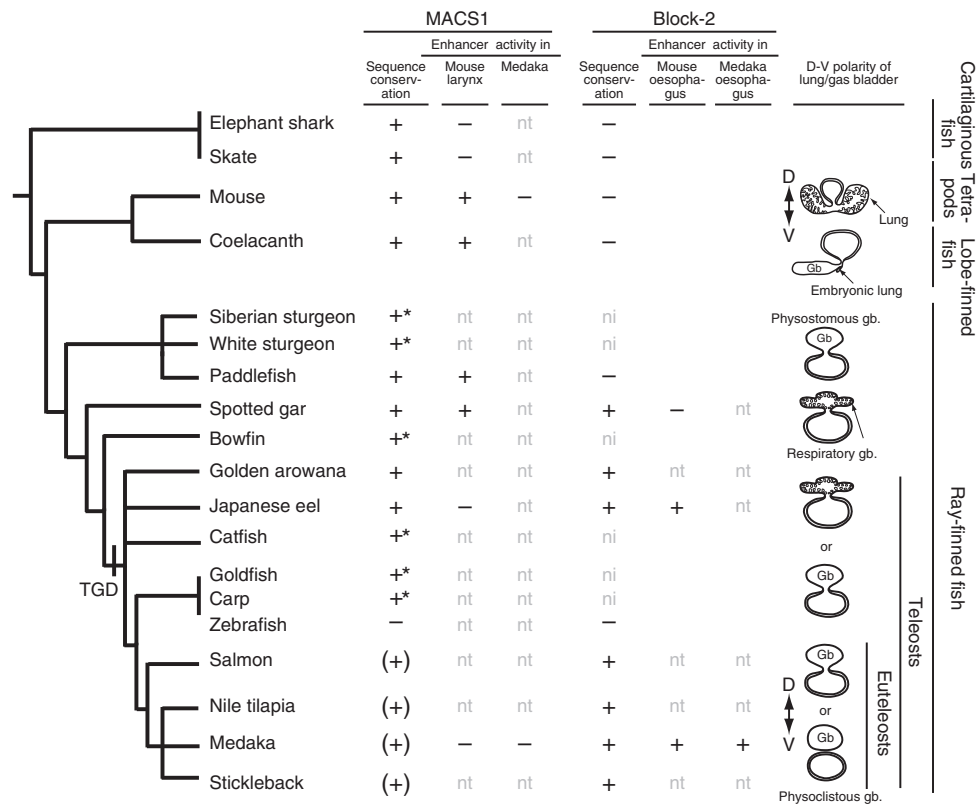 MACS1
Block-2
Enhancer activity in
Enhancer activity in
Sequence conserv-ation
Mouse larynx
Medaka
Sequence conserv-ation
Mouse oesopha-gus
Medaka oesopha-gus
D-V polarity of lung/gas bladder
Elephant shark + – nt –
Skate + – nt –
Mouse + + – –
Coelacanth + + nt –
Siberian sturgeon +* nt nt ni
White sturgeon +* nt nt ni
Paddlefish + + nt –
Spotted gar + + nt + – nt
Bowfin +* nt nt ni
Golden arowana + nt nt + nt nt
Japanese eel + – nt + + nt
Catfish +* nt nt ni
Goldfish +* nt nt ni
Carp +* nt nt ni
Zebrafish – nt nt –
Salmon (+) nt nt + nt nt
Nile tilapia (+) nt nt + nt nt
Medaka (+) – – + + +
Stickleback (+) nt nt + nt nt
TGD
D
V
Lung
Gb
Embryonic lung
Physostomous gb.
Gb
Respiratory gb.
or
Gb
Gb
D
or
V
Gb
Physoclistous gb.
Cartilaginous fish
Tetra-pods
Lobe-finned fish
Ray-finned fish
Teleosts
Euteleosts